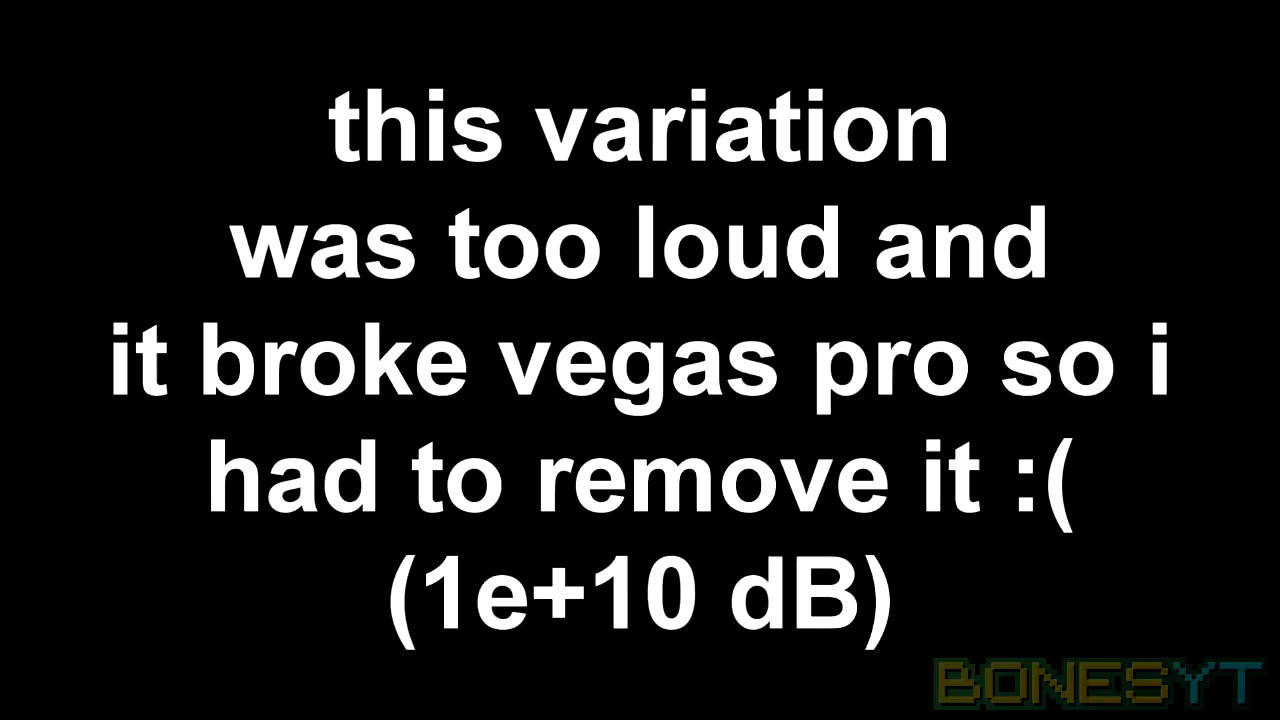 this variation
was too loud and
it broke vegas pro so i
had to remove it :(
(1e+10 dB)
BONESYT